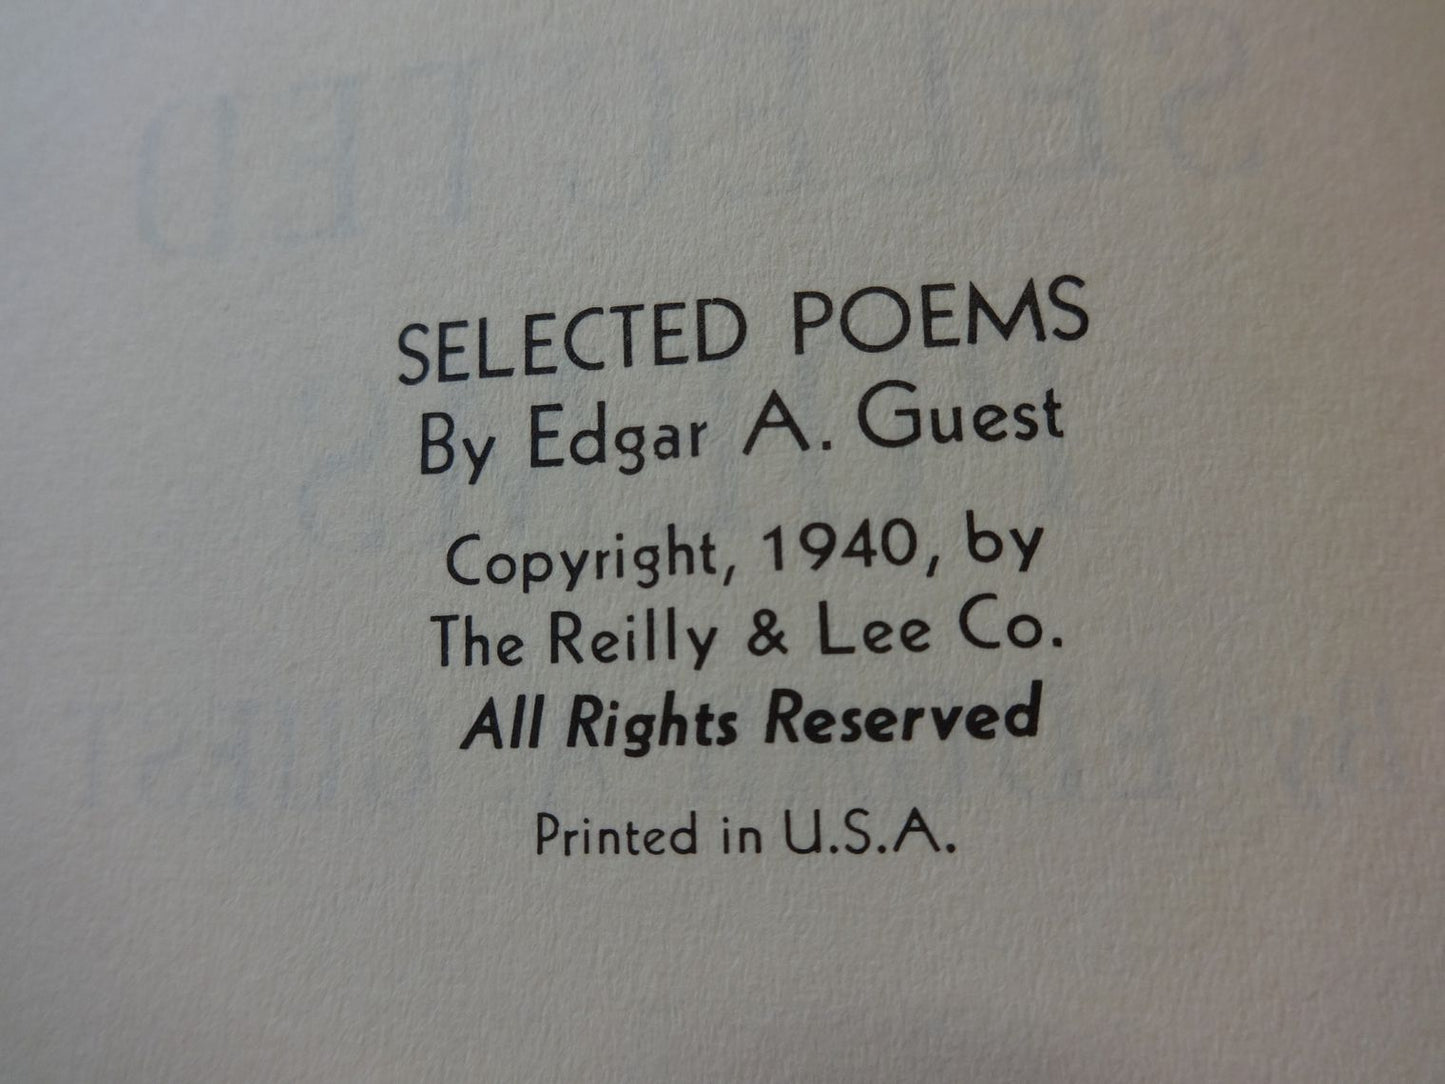 SELECTED POEMS
By Edgar A. Guest
Copyright, 1940, by
The Reilly & Lee Co.
All Rights Reserved
Printed in U.S.A.